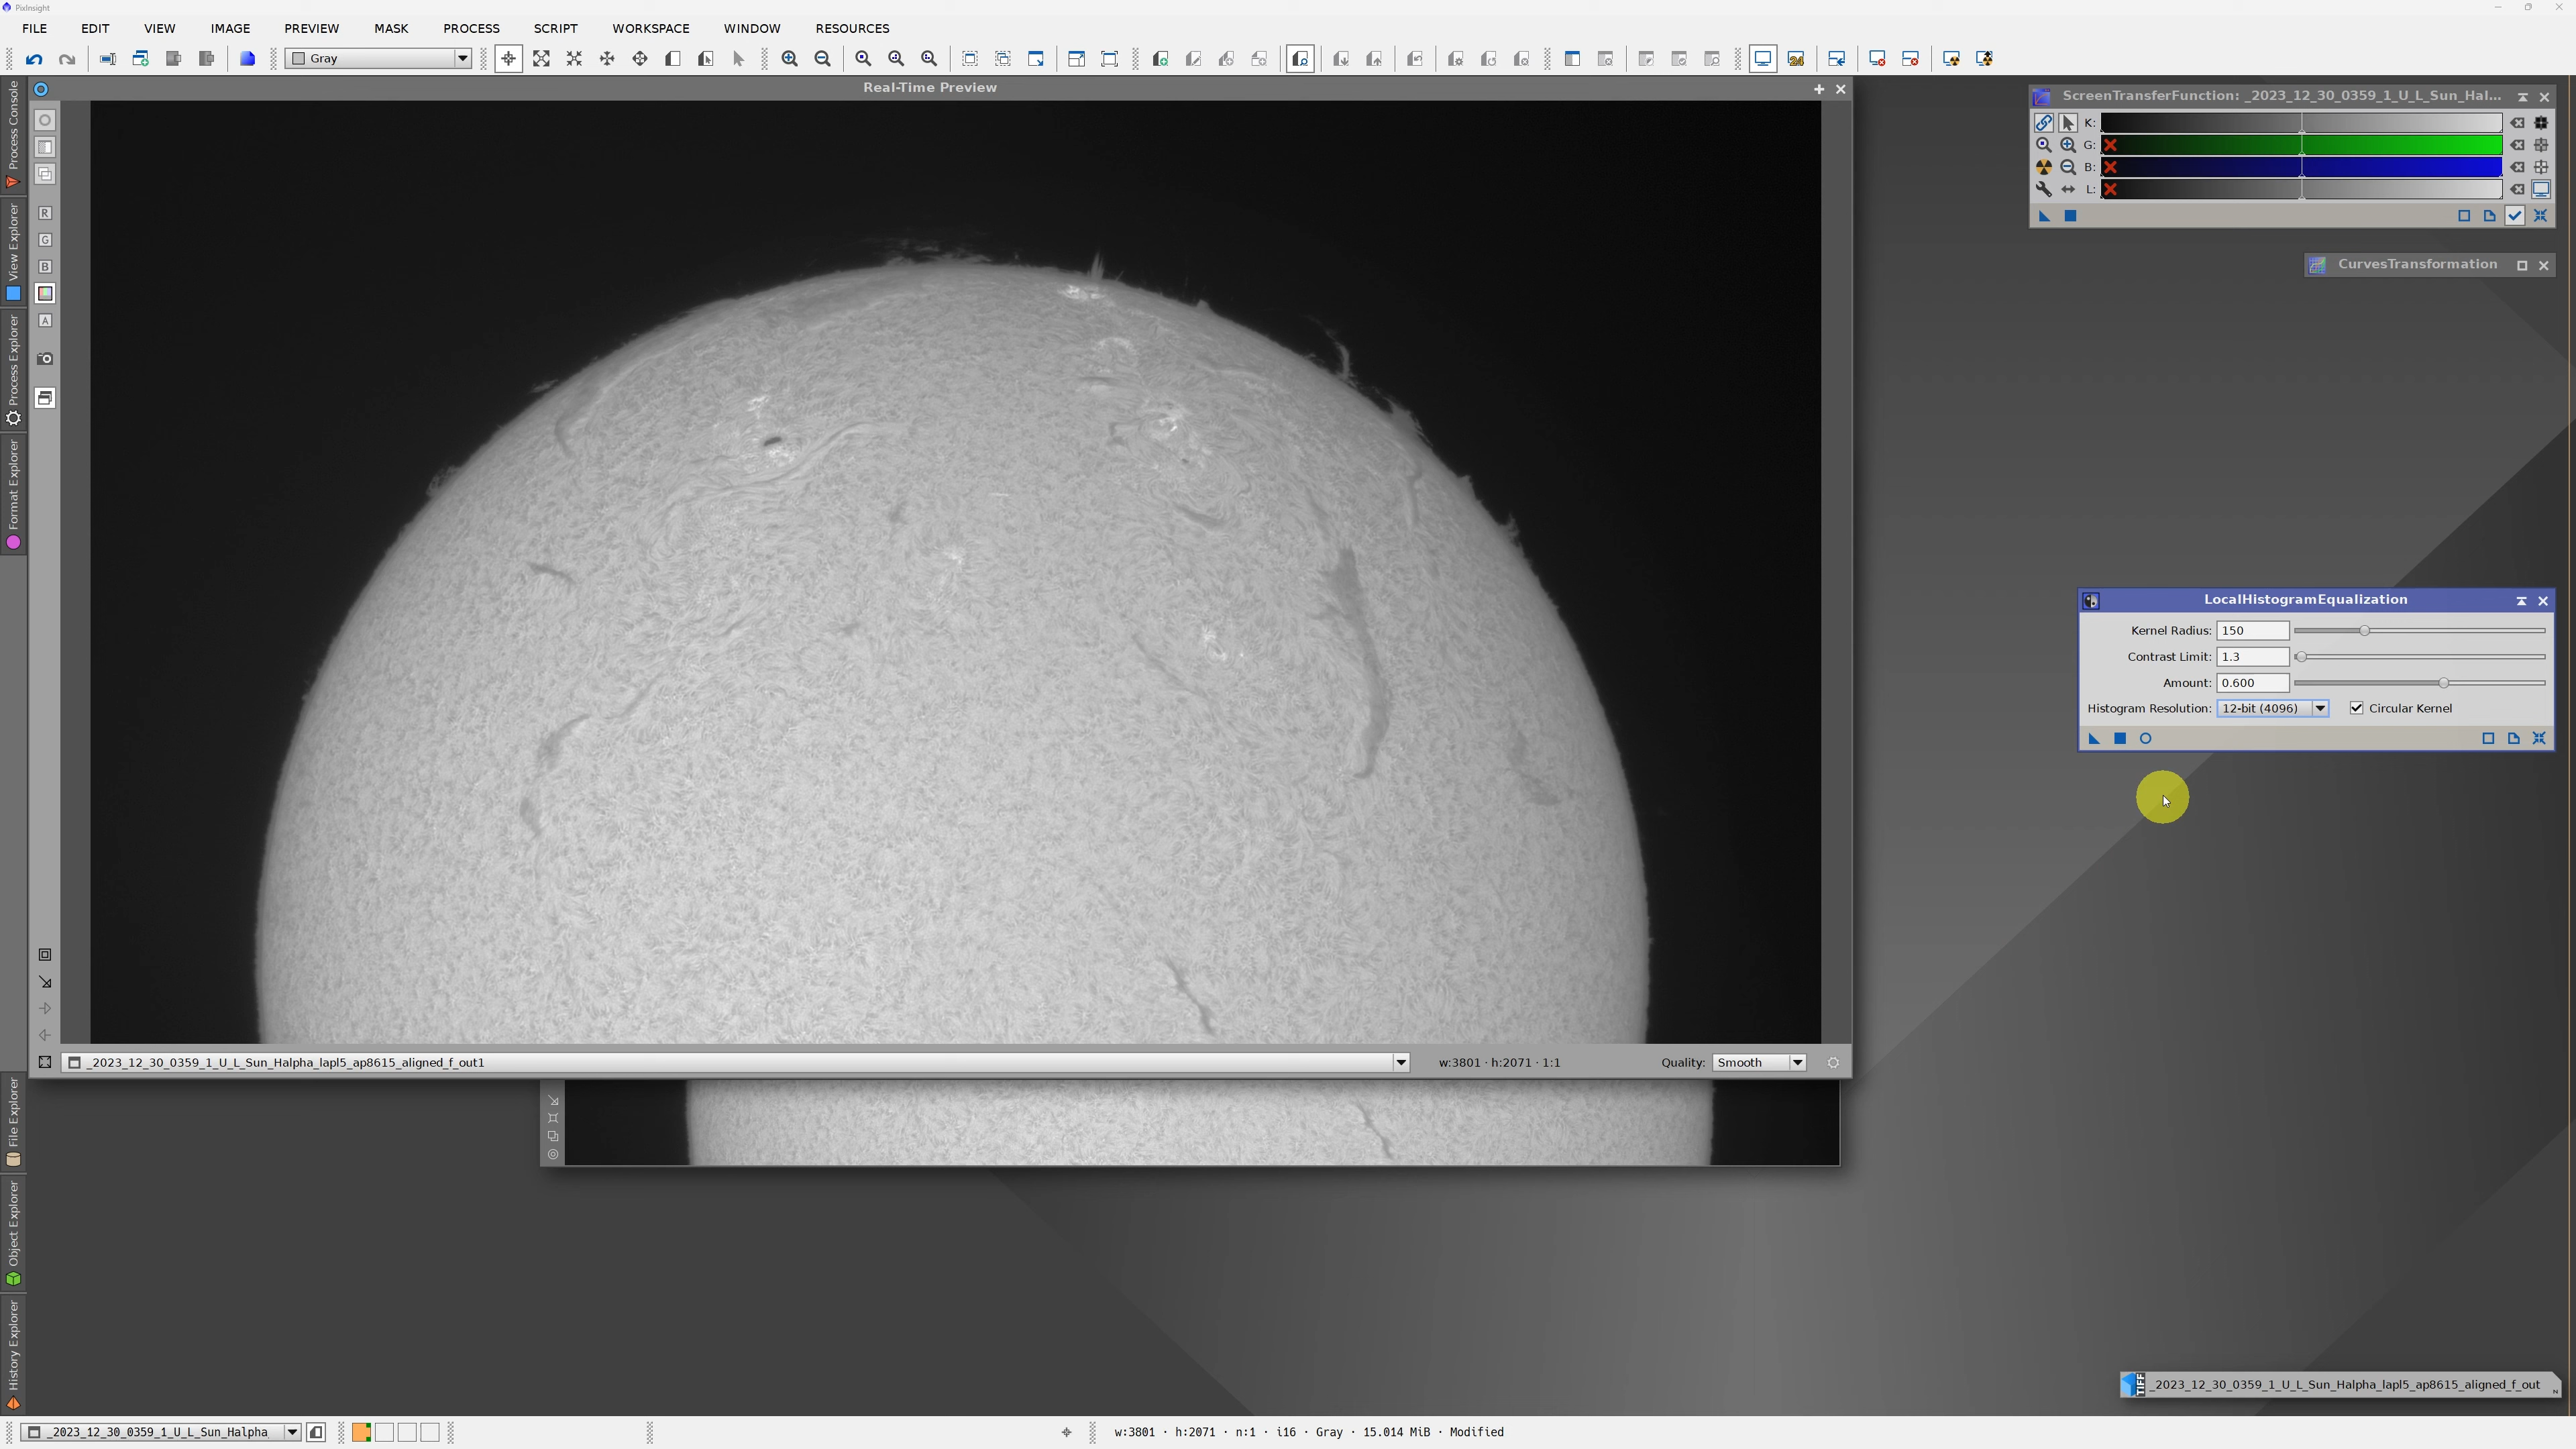 PixInsight
FILE EDIT VIEW IMAGE PREVIEW MASK PROCESS SCRIPT WORKSPACE WINDOW RESOURCES
Gray
24
Real-Time Preview
R
G
B
A
Process Console
View Explorer
Process Explorer
Format Explorer
File Explorer
Object Explorer
History Explorer
ScreenTransferFunction: _2023_12_30_0359_1_U_L_Sun_Hal...
K:
G:
B:
L:
CurvesTransformation
LocalHistogramEqualization
Kernel Radius: 150
Contrast Limit: 1.3
Amount: 0.600
Histogram Resolution: 12-bit (4096) Circular Kernel
_2023_12_30_0359_1_U_L_Sun_Halpha_lapl5_ap8615_aligned_f_out1 w:3801 · h:2071 · 1:1 Quality: Smooth
TIFF _2023_12_30_0359_1_U_L_Sun_Halpha_lapl5_ap8615_aligned_f_out
_2023_12_30_0359_1_U_L_Sun_Halpha w:3801 · h:2071 · n:1 · i16 · Gray · 15.014 MiB · Modified